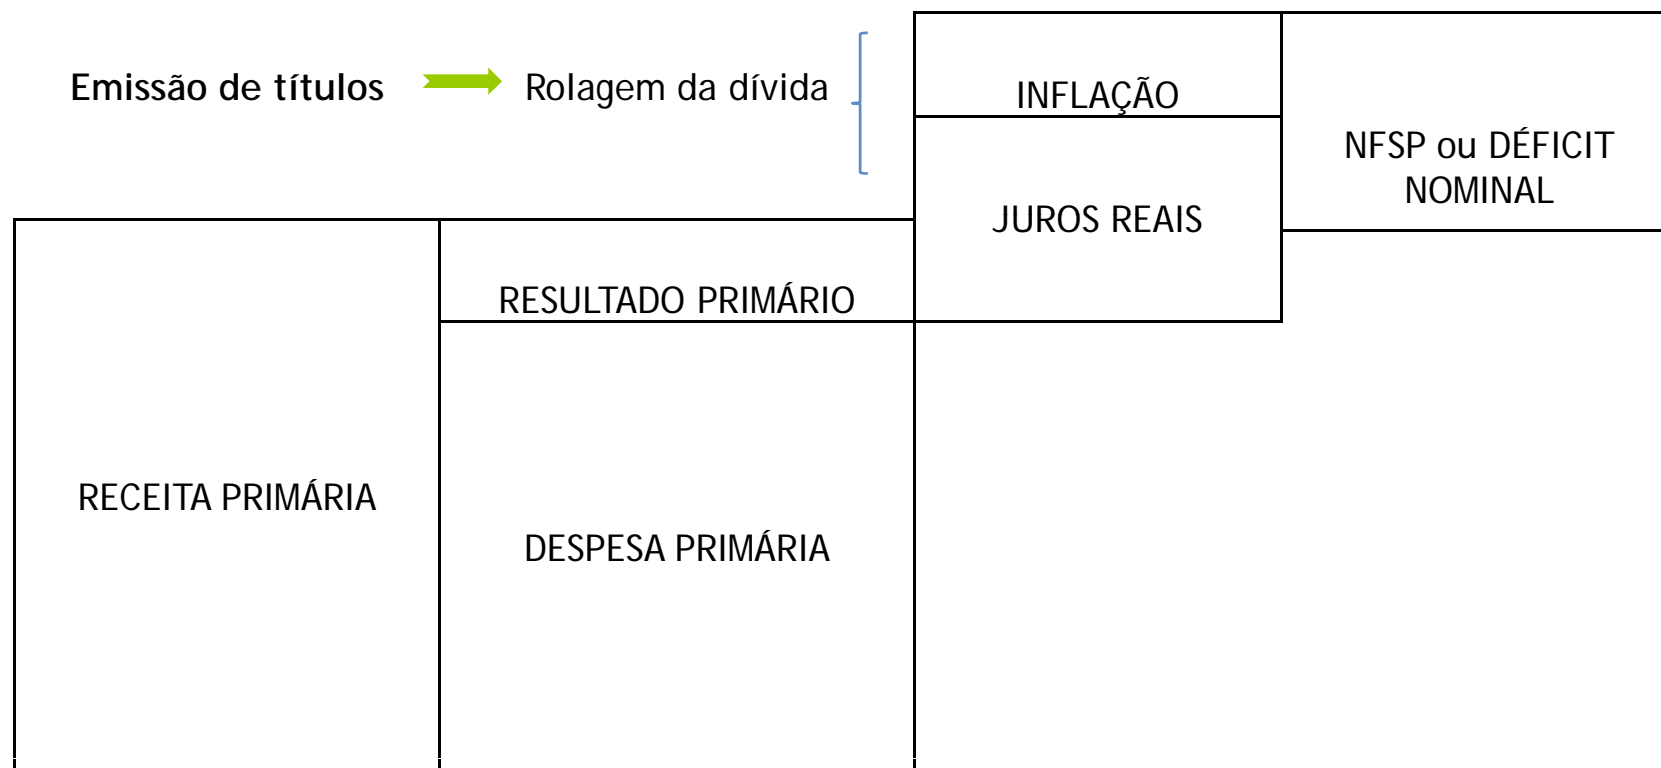 Emissão de títulos
Rolagem da dívida
INFLAÇÃO
NFSP ou DÉFICIT
NOMINAL
JUROS REAIS
RESULTADO PRIMÁRIO
RECEITA PRIMÁRIA
DESPESA PRIMÁRIA